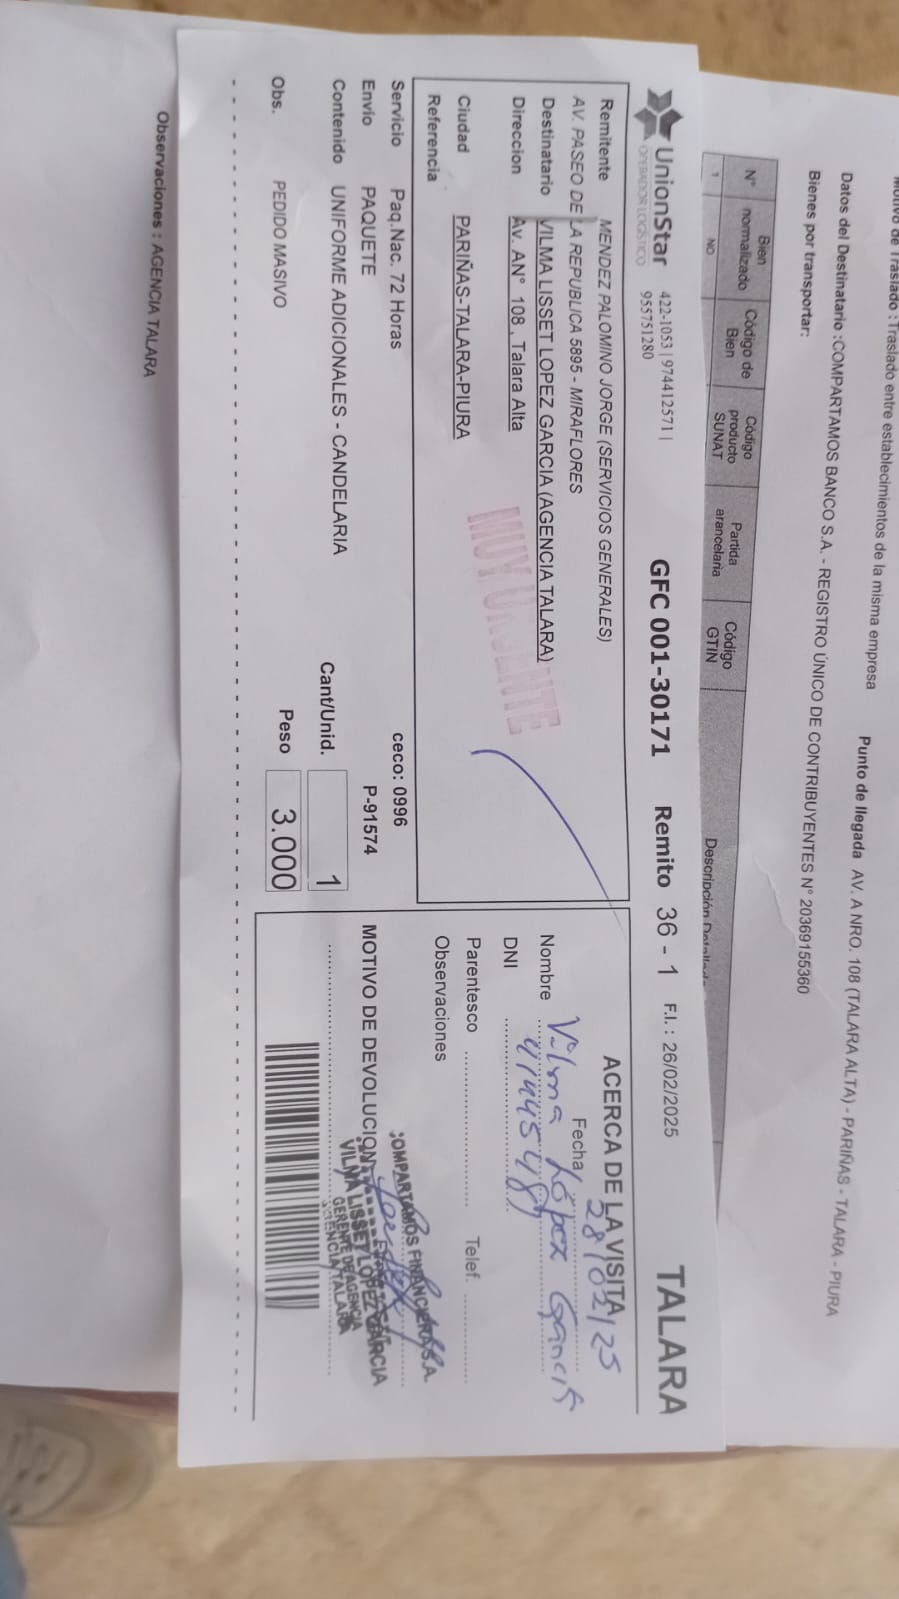 Motivo de Traslado :Traslado entre establecimientos de la misma empresa
Punto de llegada AV. A NRO. 108 (TALARA ALTA) - PARIÑAS - TALARA - PIURA
Datos del Destinatario :COMPARTAMOS BANCO S.A. - REGISTRO ÚNICO DE CONTRIBUYENTES N° 20369155360
Bienes por transportar:
N° Bien normalizado Código de Bien Código producto SUNAT Partida arancelaria Código GTIN Descripción Detallada
1 NO
UnionStar
OPERADOR LOGÍSTICO
422-1053 | 974412571 |
955751280
GFC 001-30171 Remito 36 - 1 F.I.: 26/02/2025 TALARA
Remitente MENDEZ PALOMINO JORGE (SERVICIOS GENERALES)
AV. PASEO DE LA REPUBLICA 5895 - MIRAFLORES
Destinatario VILMA LISSET LOPEZ GARCIA (AGENCIA TALARA)
Direccion Av. AN° 108 , Talara Alta
Ciudad PARIÑAS-TALARA-PIURA
Referencia
MUY URGENTE
Servicio Paq.Nac. 72 Horas ceco: 0996
Envío PAQUETE P-91574
Contenido UNIFORME ADICIONALES - CANDELARIA Cant/Unid. 1
Obs. PEDIDO MASIVO Peso 3.000
ACERCA DE LA VISITA
Fecha 28/02/25
Nombre Vilma López García
DNI
Parentesco Telef.
Observaciones
MOTIVO DE DEVOLUCION
COMPARTAMOS FINANCIERA S.A.
VILMA LISSET LOPEZ GARCIA
GERENTE DE AGENCIA
AGENCIA TALARA
Observaciones : AGENCIA TALARA